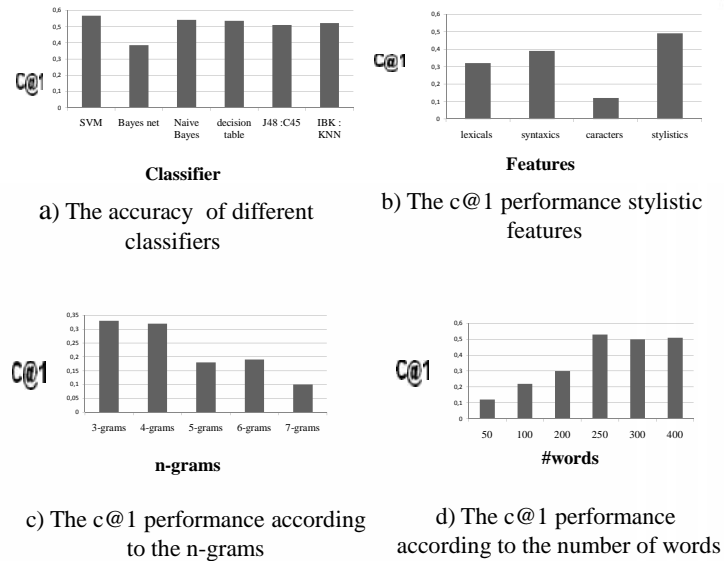 0,6
0,5
0,4
0,3
0,2
0,1
0
C@1
SVM Bayes net Naive Bayes decision table J48 :C45 IBK : KNN
Classifier
a) The accuracy of different
classifiers
0,6
0,5
0,4
0,3
0,2
0,1
0
C@1
lexicals syntaxics caracters stylistics
Features
b) The c@1 performance stylistic
features
0,35
0,3
0,25
0,2
0,15
0,1
0,05
0
C@1
3-grams 4-grams 5-grams 6-grams 7-grams
n-grams
c) The c@1 performance according
to the n-grams
0,6
0,5
0,4
0,3
0,2
0,1
0
C@1
50 100 200 250 300 400
#words
d) The c@1 performance
according to the number of words